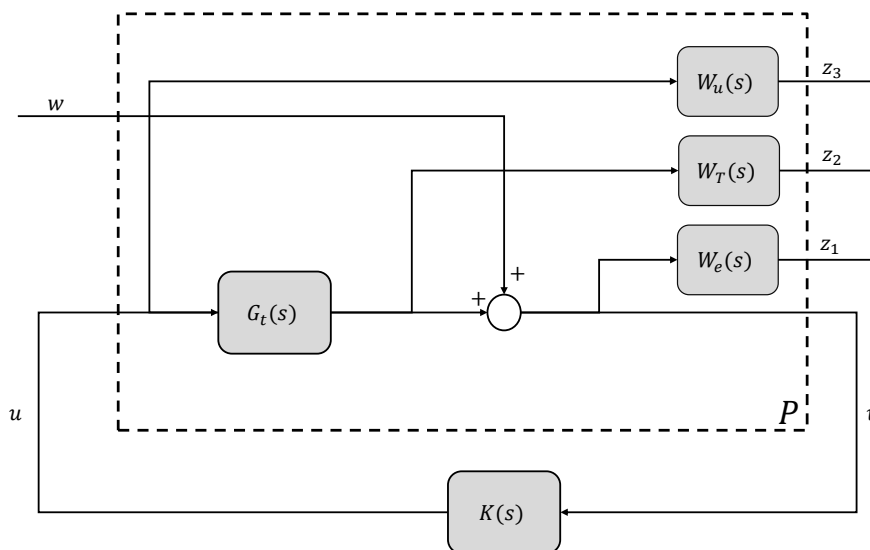 W_u(s)
z_3
w
W_T(s)
z_2
W_e(s)
z_1
+
+
G_t(s)
u
P
K(s)